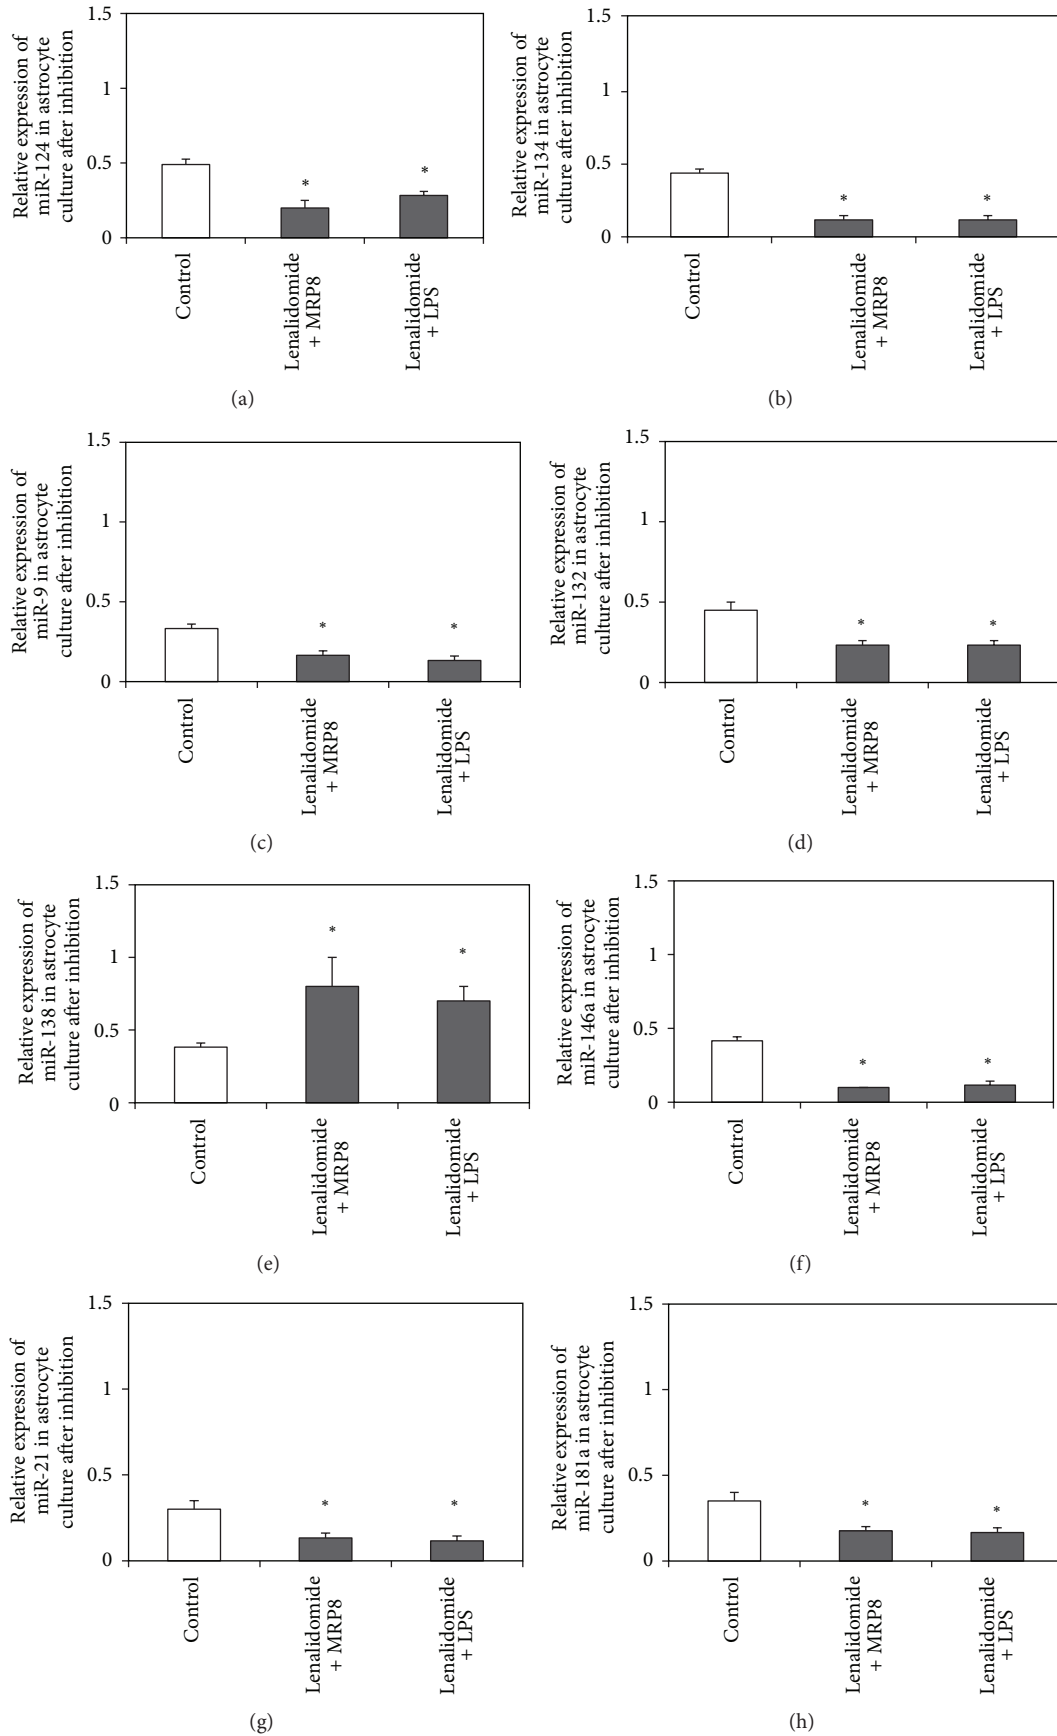 Relative expression of
miR-124 in astrocyte
culture after inhibition
1.5
1
0.5
0
Control
Lenalidomide
+ MRP8
Lenalidomide
+ LPS
*
*
(a)
Relative expression of
miR-134 in astrocyte
culture after inhibition
1.5
1
0.5
0
Control
Lenalidomide
+ MRP8
Lenalidomide
+ LPS
*
*
(b)
Relative expression of
miR-9 in astrocyte
culture after inhibition
1.5
1
0.5
0
Control
Lenalidomide
+ MRP8
Lenalidomide
+ LPS
*
*
(c)
Relative expression of
miR-132 in astrocyte
culture after inhibition
1.5
1
0.5
0
Control
Lenalidomide
+ MRP8
Lenalidomide
+ LPS
*
*
(d)
Relative expression of
miR-138 in astrocyte
culture after inhibition
1.5
1
0.5
0
Control
Lenalidomide
+ MRP8
Lenalidomide
+ LPS
*
*
(e)
Relative expression of
miR-146a in astrocyte
culture after inhibition
1.5
1
0.5
0
Control
Lenalidomide
+ MRP8
Lenalidomide
+ LPS
*
*
(f)
Relative expression of
miR-21 in astrocyte
culture after inhibition
1.5
1
0.5
0
Control
Lenalidomide
+ MRP8
Lenalidomide
+ LPS
*
*
(g)
Relative expression of
miR-181a in astrocyte
culture after inhibition
1.5
1
0.5
0
Control
Lenalidomide
+ MRP8
Lenalidomide
+ LPS
*
*
(h)